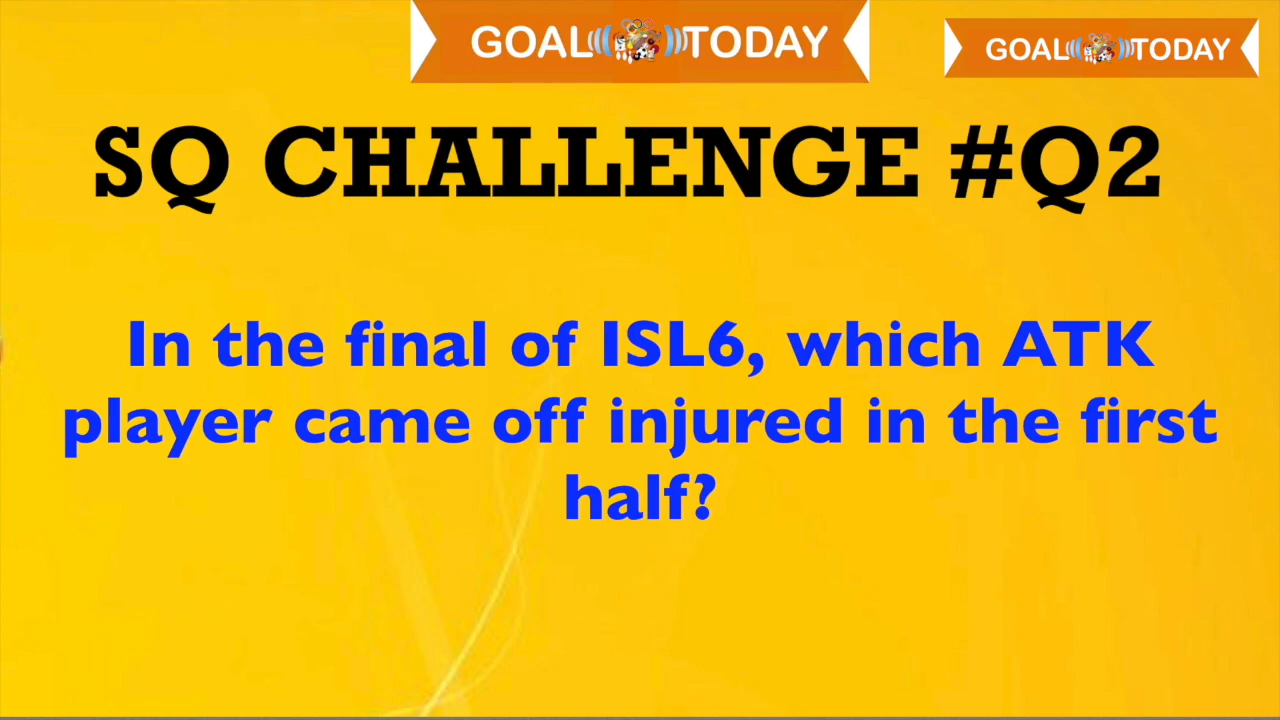 GOAL TODAY
GOAL TODAY
SQ CHALLENGE #Q2
In the final of ISL6, which ATK
player came off injured in the first
half?